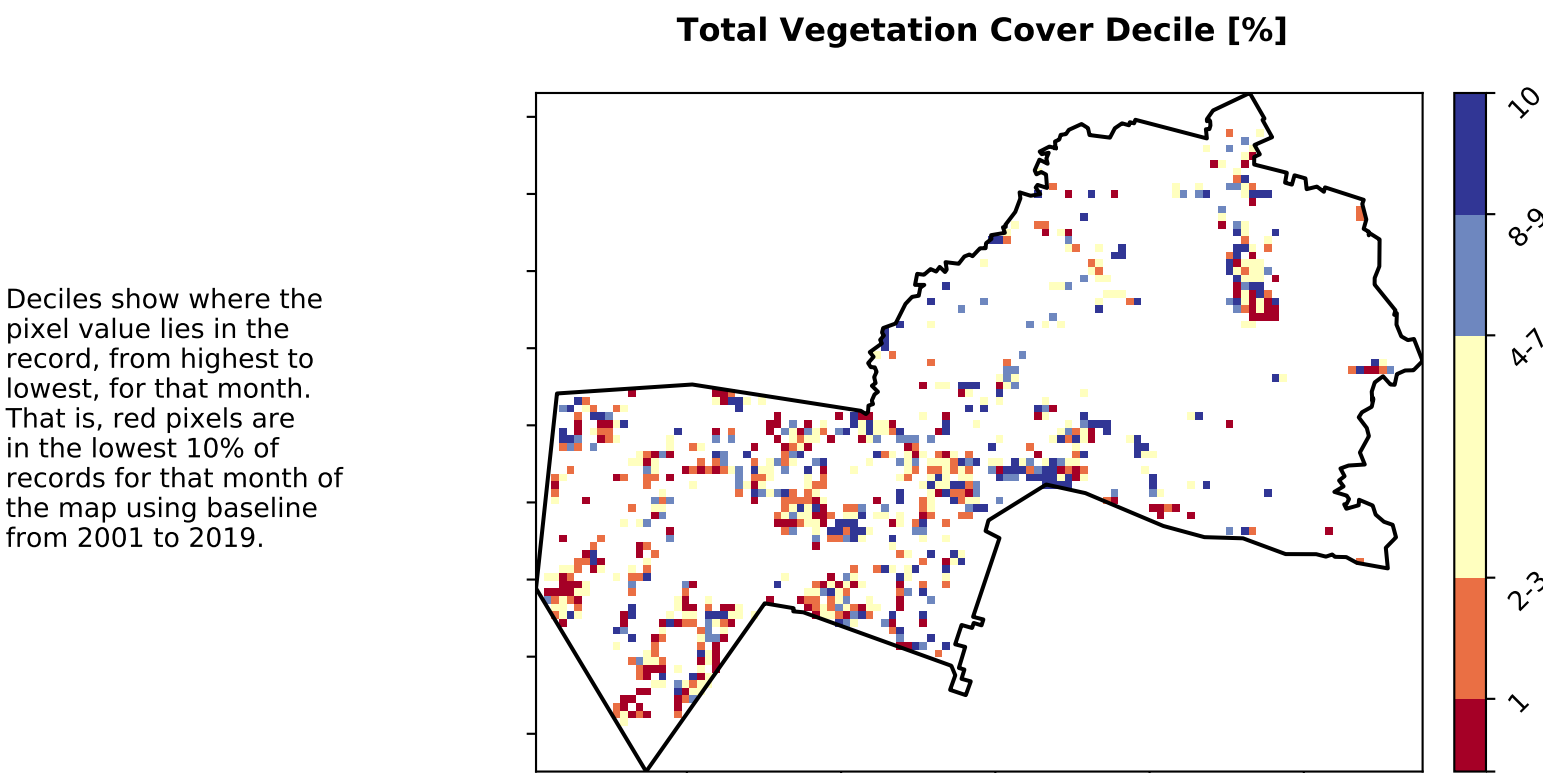 Total Vegetation Cover Decile [%]
Deciles show where the
pixel value lies in the
record, from highest to
lowest, for that month.
That is, red pixels are
in the lowest 10% of
records for that month of
the map using baseline
from 2001 to 2019.
10
8-9
4-7
2-3
1